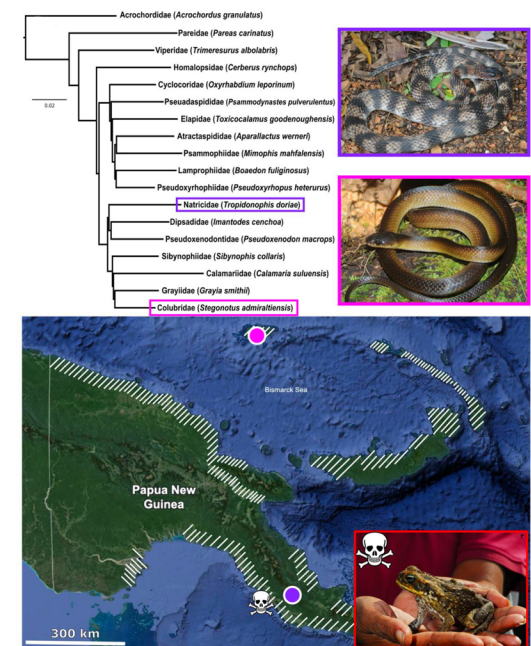 Acrochordidae (Acrochordus granulatus)
Pareidae (Pareas carinatus)
Viperidae (Trimeresurus albolabris)
Homalopsidae (Cerberus rynchops)
Cyclocoridae (Oxyrhabdium leporinum)
0.02
Pseudaspididae (Psammodynastes pulverulentus)
Elapidae (Toxicocalamus goodenoughensis)
Atractaspididae (Aparallactus werneri)
Psammophiidae (Mimophis mahfalensis)
Lamprophiidae (Boaedon fuliginosus)
Pseudoxyrhophiidae (Pseudoxyrhopus heterurus)
Natricidae (Tropidonophis doriae)
Dipsadidae (Imantodes cenchoa)
Pseudoxenodontidae (Pseudoxenodon macrops)
Sibynophiidae (Sibynophis collaris)
Calamariidae (Calamaria suluensis)
Grayiidae (Grayia smithii)
Colubridae (Stegonotus admiraltiensis)
Bismarck Sea
Papua New
Guinea
300 km